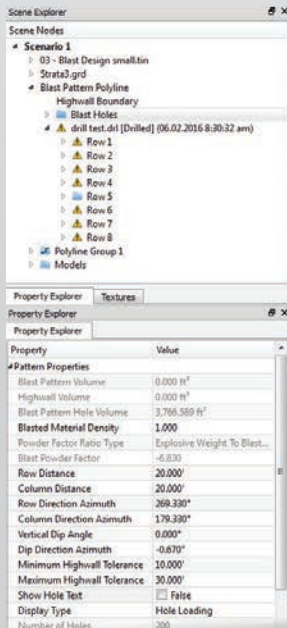 Scene Explorer
Scene Nodes
Scenario 1
03 - Blast Design small.tin
Strata3.grd
Blast Pattern Polyline
Highwall Boundary
Blast Holes
drill test.drl [Drilled] (06.02.2016 8:30:32 am)
Row 1
Row 2
Row 3
Row 4
Row 5
Row 6
Row 7
Row 8
Polyline Group 1
Models
Property Explorer Textures
Property Explorer
Property Explorer
Property Value
Pattern Properties
Blast Pattern Volume 0.000 ft³
Highwall Volume 0.000 ft³
Blast Pattern Hole Volume 3,766.589 ft³
Blasted Material Density 1.000
Powder Factor Ratio Type Explosive Weight To Blast...
Blast Powder Factor -6.830
Row Distance 20.000'
Column Distance 20.000'
Row Direction Azimuth 269.330°
Column Direction Azimuth 179.330°
Vertical Dip Angle 0.000°
Dip Direction Azimuth -0.670°
Minimum Highwall Tolerance 10.000'
Maximum Highwall Tolerance 30.000'
Show Hole Text False
Display Type Hole Loading
Number of Holes 200